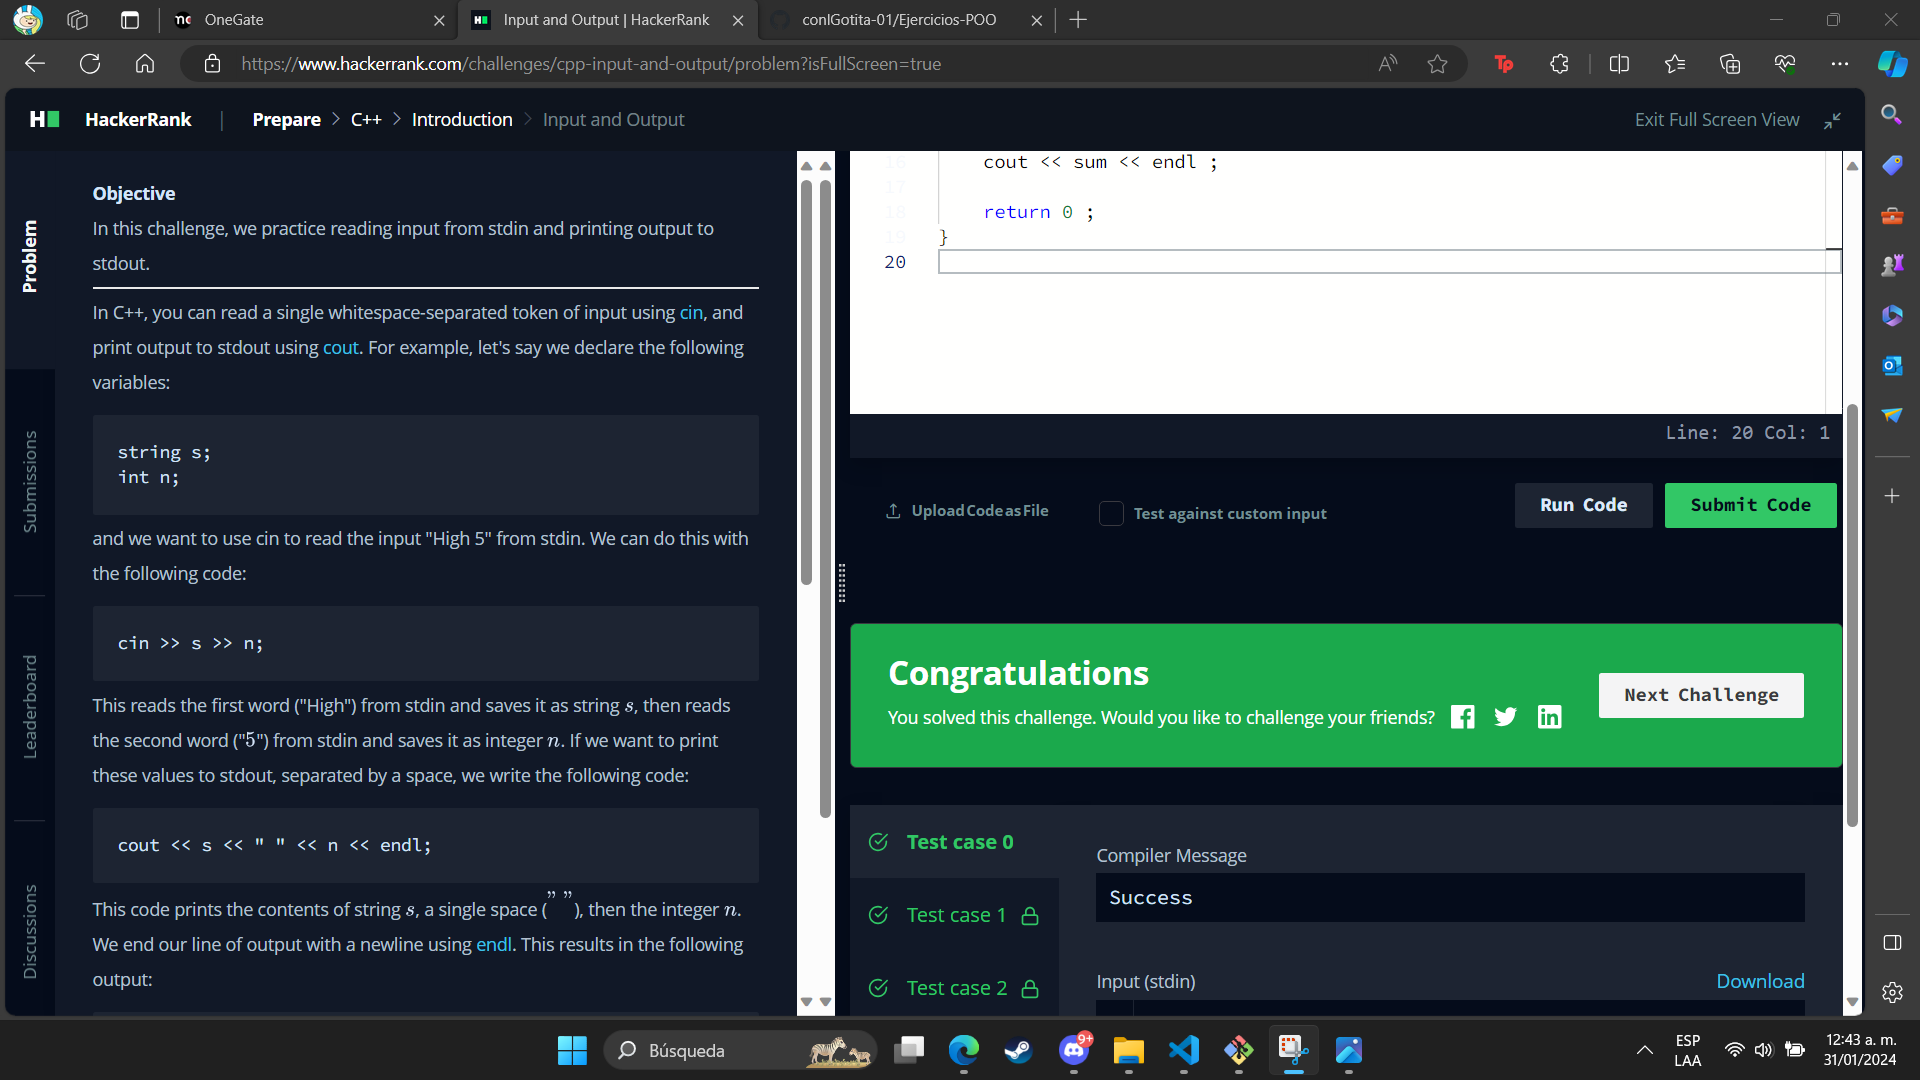 OneGate
Input and Output | HackerRank
conlGotita-01/Ejercicios-POO
https://www.hackerrank.com/challenges/cpp-input-and-output/problem?isFullScreen=true
HackerRank | Prepare > C++ > Introduction > Input and Output
Exit Full Screen View
Problem
Submissions
Leaderboard
Discussions
Objective
In this challenge, we practice reading input from stdin and printing output to
stdout.
In C++, you can read a single whitespace-separated token of input using cin, and
print output to stdout using cout. For example, let's say we declare the following
variables:
string s;
int n;
and we want to use cin to read the input "High 5" from stdin. We can do this with
the following code:
cin >> s >> n;
This reads the first word ("High") from stdin and saves it as string s, then reads
the second word ("5") from stdin and saves it as integer n. If we want to print
these values to stdout, separated by a space, we write the following code:
cout << s << " " << n << endl;
This code prints the contents of string s, a single space (" "), then the integer n.
We end our line of output with a newline using endl. This results in the following
output:
16 cout << sum << endl ;
17
18 return 0 ;
19 }
20
Line: 20 Col: 1
Upload Code as File
Test against custom input
Run Code
Submit Code
Congratulations
You solved this challenge. Would you like to challenge your friends?
Next Challenge
Test case 0
Test case 1
Test case 2
Compiler Message
Success
Input (stdin)
Download
Búsqueda
9+
ESP
LAA
12:43 a. m.
31/01/2024